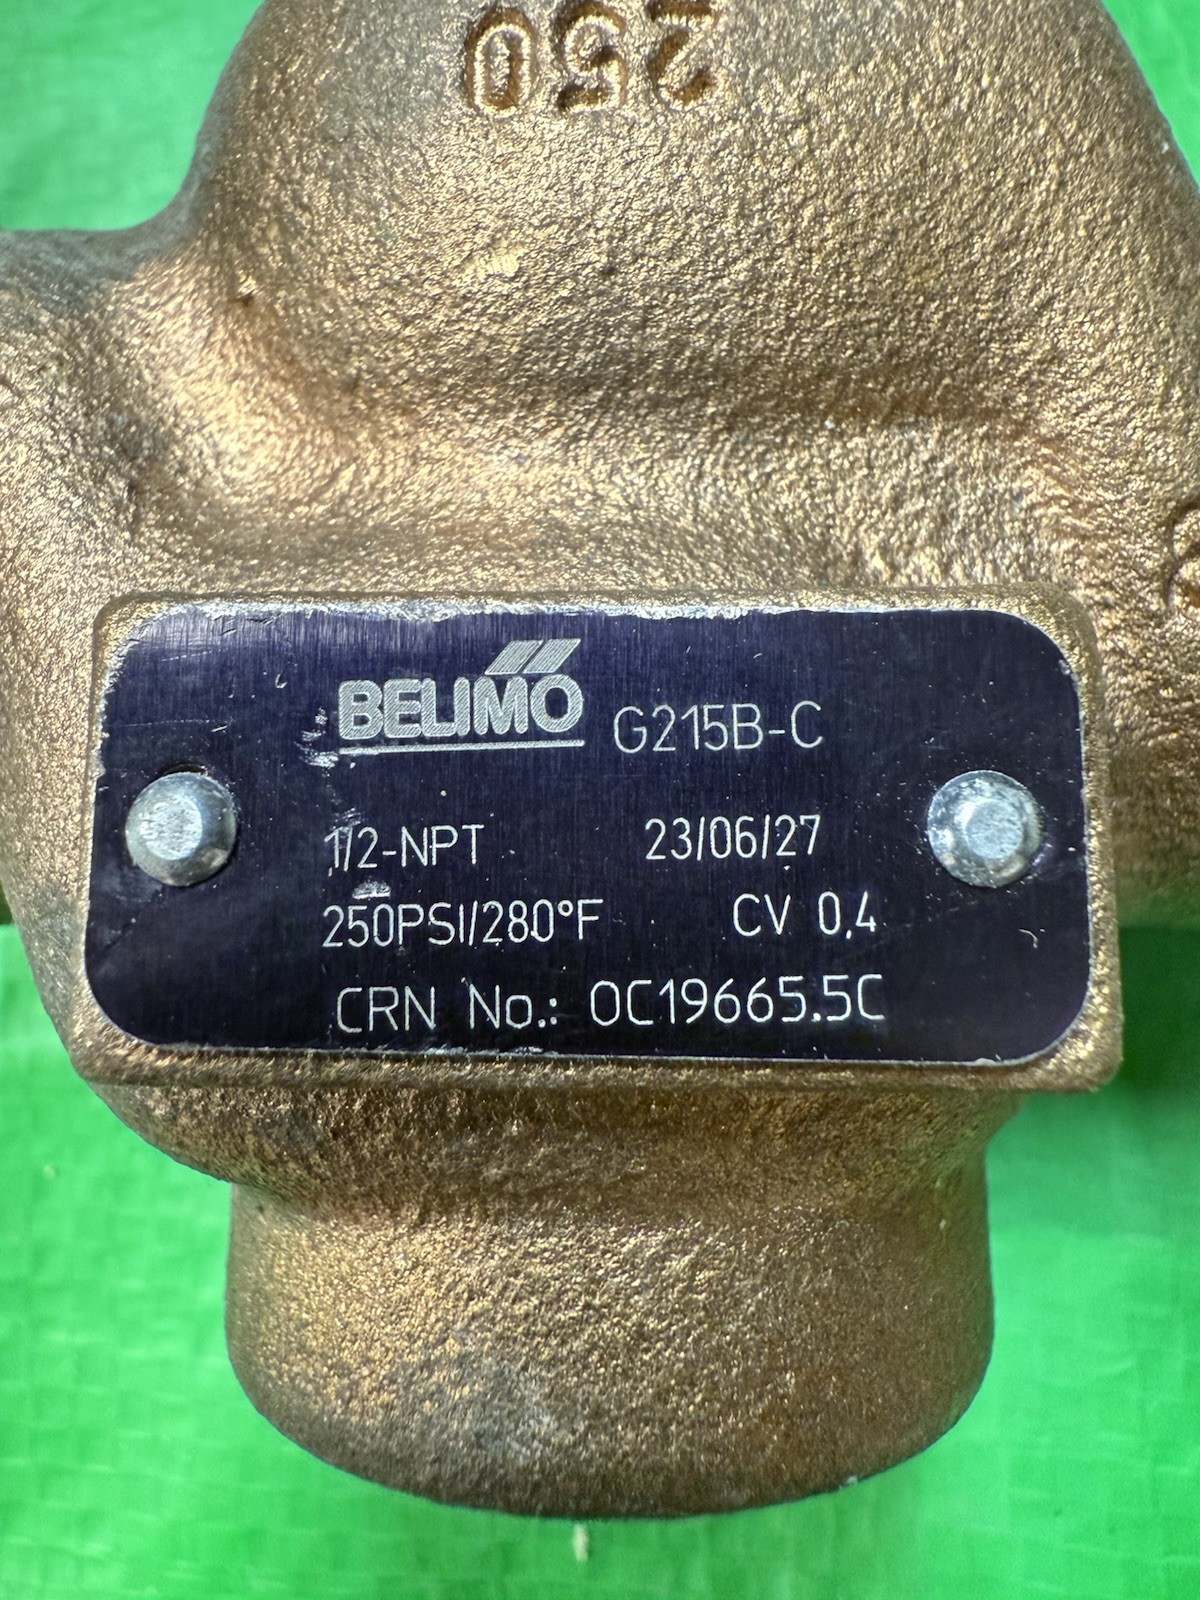 250
BELIMO G215B-C
1/2-NPT 23/06/27
250PSI/280°F CV 0.4
CRN No.: 0C19665.5C